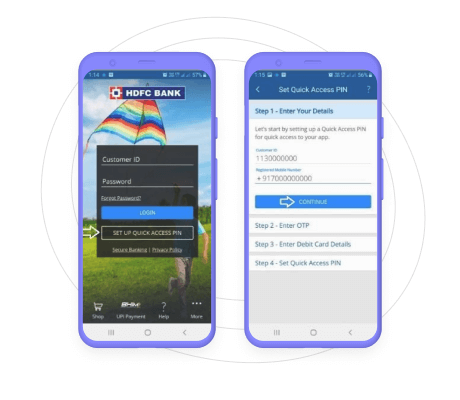 1:14
57%
HDFC BANK
Customer ID
Password
Forgot Password?
LOGIN
SET UP QUICK ACCESS PIN
Secure Banking | Privacy Policy
BHIM
Shop
UPI Payment
Help
More
1:15
56%
Set Quick Access PIN
?
Step 1 - Enter Your Details
Let's start by setting up a Quick Access PIN
for quick access to your app.
Customer ID
1130000000
Registered Mobile Number
+917000000000
CONTINUE
Step 2 - Enter OTP
Step 3 - Enter Debit Card Details
Step 4 - Set Quick Access PIN